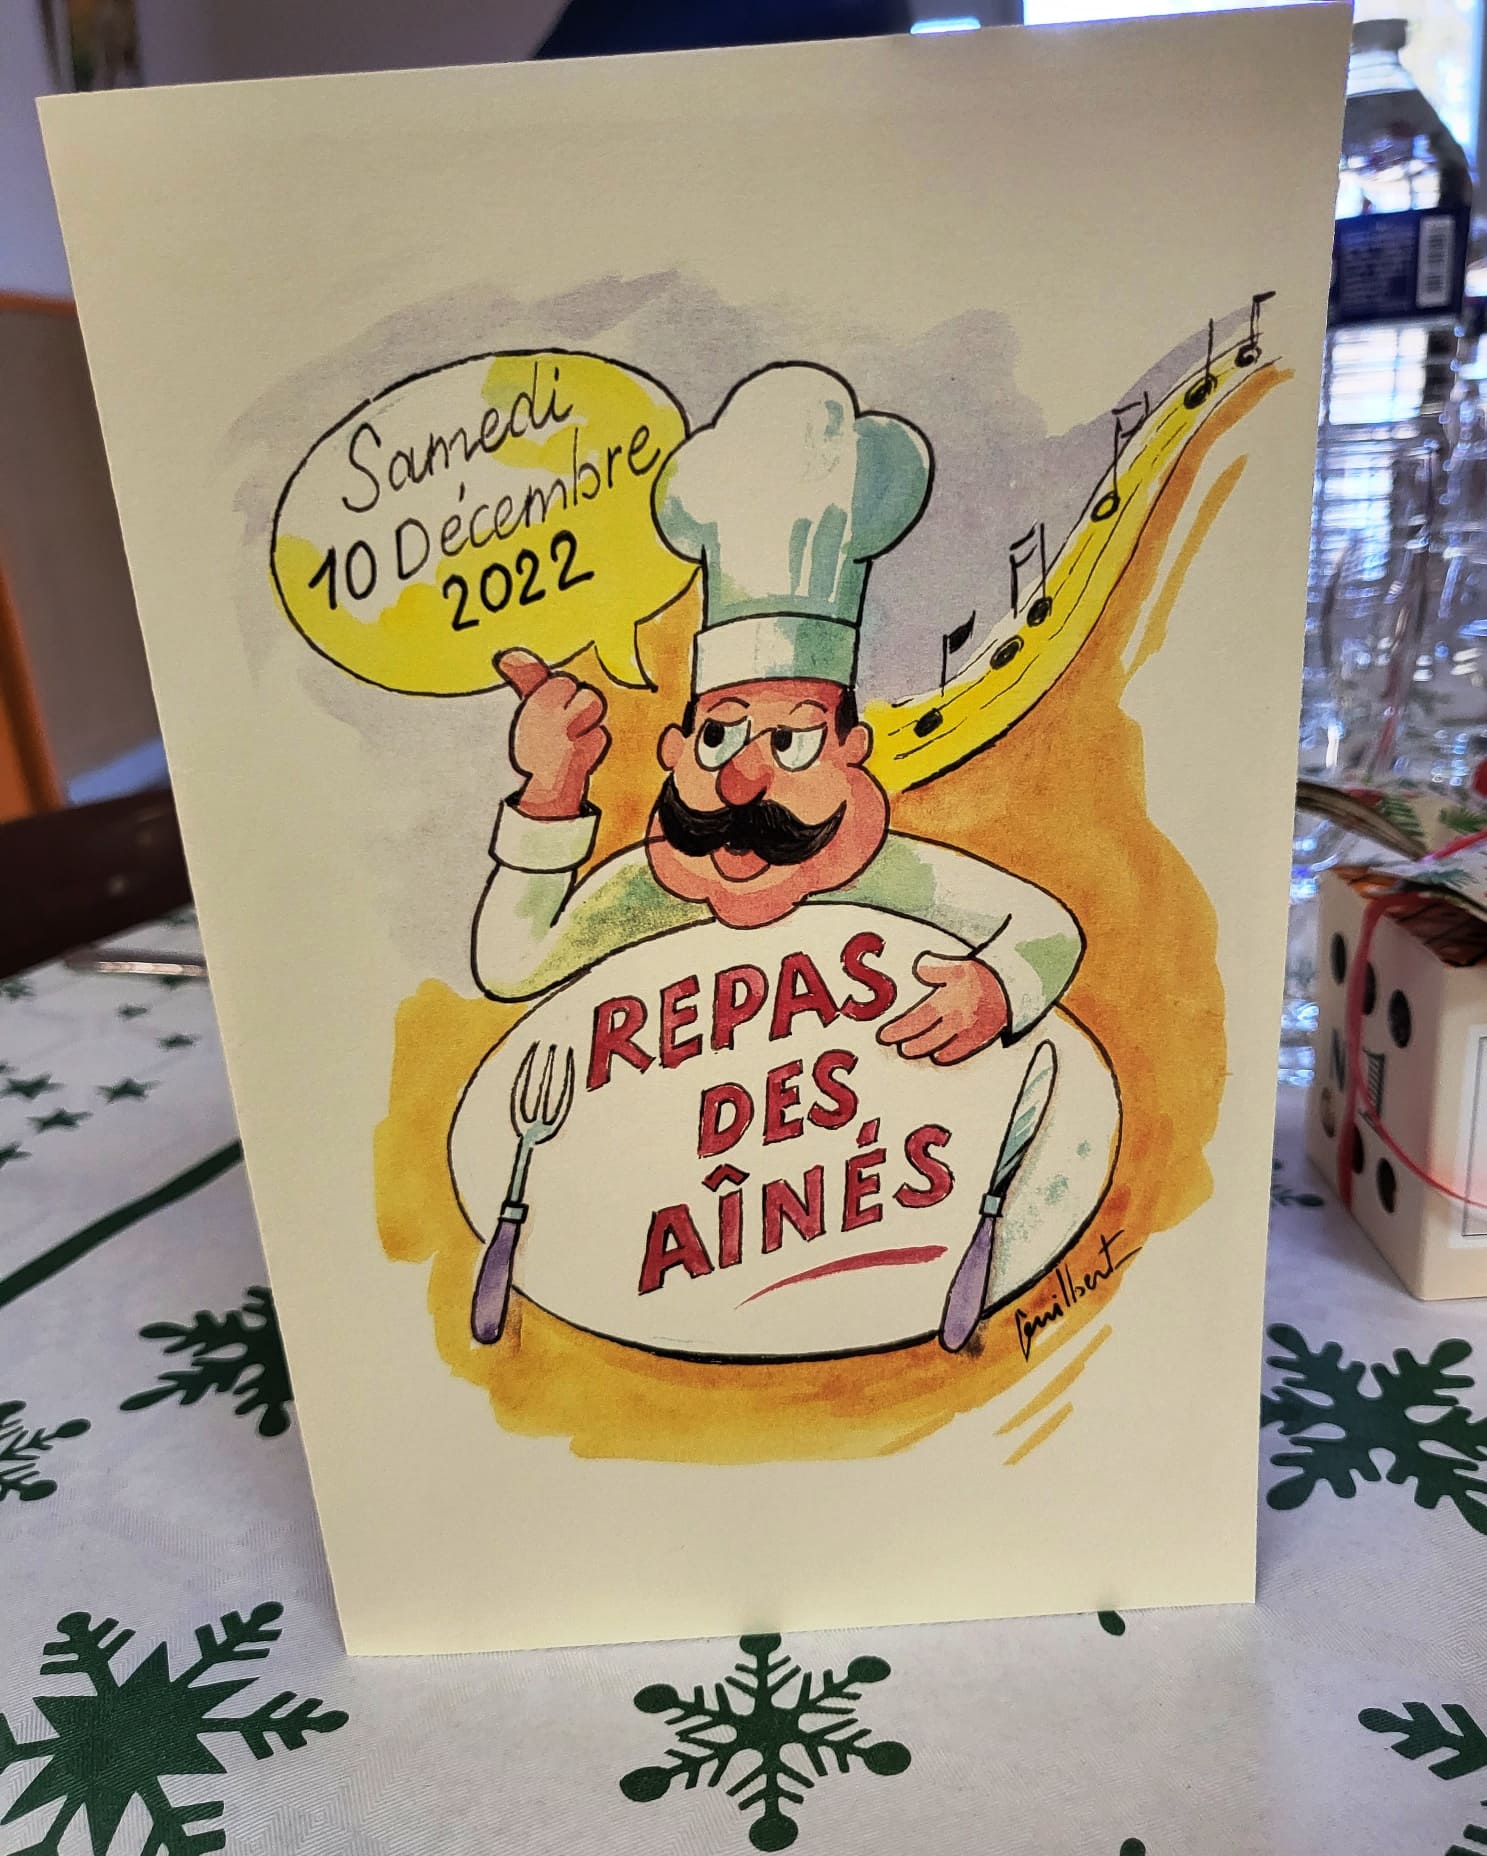 Samedi
10 Décembre
2022
REPAS
DES
AÎNÉS